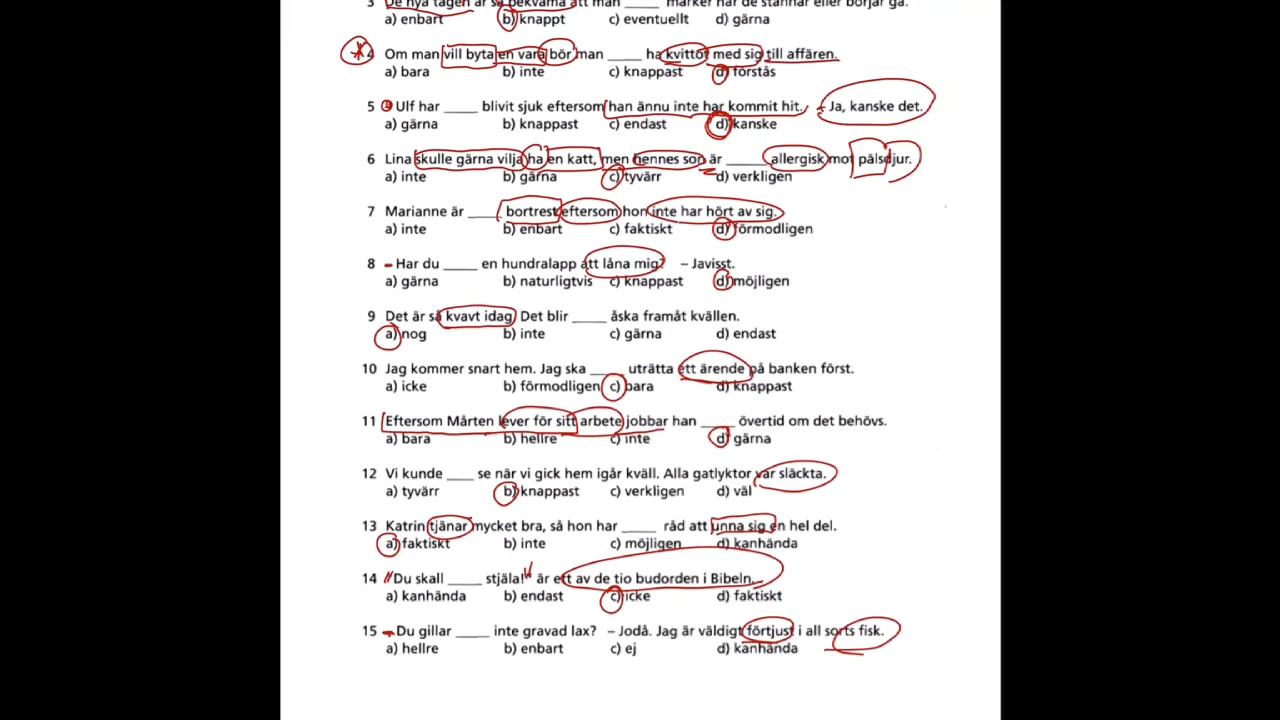 3 De nya tågen är så bekväma att man _____ märker när de stannar eller börjar gå.
a) enbart b) knappt c) eventuellt d) gärna
4 Om man vill byta en vara bör man _____ ha kvittot med sig till affären.
a) bara b) inte c) knappast d) förstås
5 – Ulf har _____ blivit sjuk eftersom han ännu inte har kommit hit. – Ja, kanske det.
a) gärna b) knappast c) endast d) kanske
6 Lina skulle gärna vilja ha en katt, men hennes son är _____ allergisk mot pälsdjur.
a) inte b) gärna c) tyvärr d) verkligen
7 Marianne är _____ bortrest eftersom hon inte har hört av sig.
a) inte b) enbart c) faktiskt d) förmodligen
8 – Har du _____ en hundralapp att låna mig? – Javisst.
a) gärna b) naturligtvis c) knappast d) möjligen
9 Det är så kvavt idag. Det blir _____ åska framåt kvällen.
a) nog b) inte c) gärna d) endast
10 Jag kommer snart hem. Jag ska _____ uträtta ett ärende på banken först.
a) icke b) förmodligen c) bara d) knappast
11 Eftersom Mårten lever för sitt arbete jobbar han _____ övertid om det behövs.
a) bara b) hellre c) inte d) gärna
12 Vi kunde _____ se när vi gick hem igår kväll. Alla gatlyktor var släckta.
a) tyvärr b) knappast c) verkligen d) väl
13 Katrin tjänar mycket bra, så hon har _____ råd att unna sig en hel del.
a) faktiskt b) inte c) möjligen d) kanhända
14 "Du skall _____ stjäla!" är ett av de tio budorden i Bibeln.
a) kanhända b) endast c) icke d) faktiskt
15 – Du gillar _____ inte gravad lax? – Jodå. Jag är väldigt förtjust i all sorts fisk.
a) hellre b) enbart c) ej d) kanhända